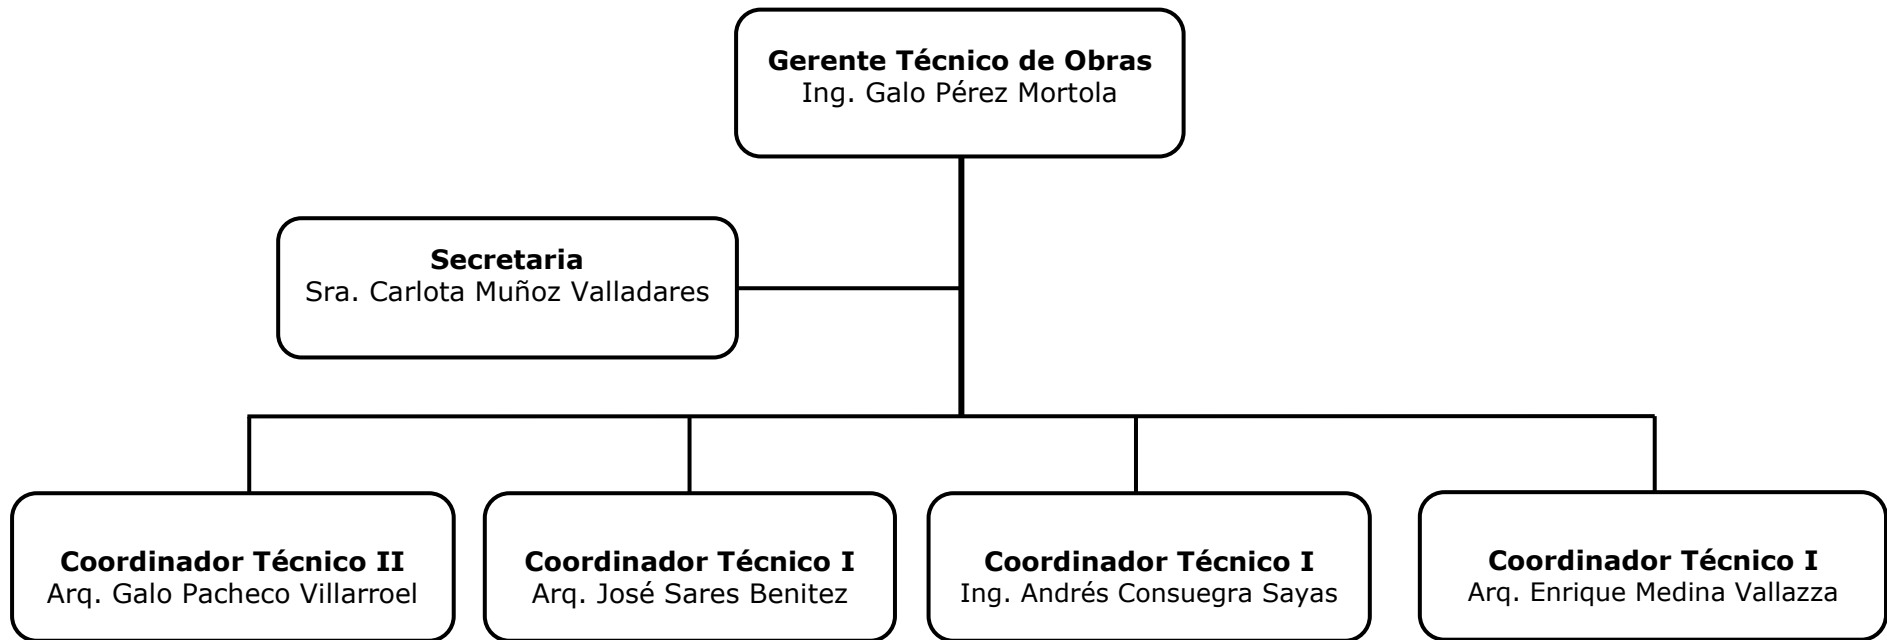 Gerente Técnico de Obras
Ing. Galo Pérez Mortola
Secretaria
Sra. Carlota Muñoz Valladares
Coordinador Técnico II
Arq. Galo Pacheco Villarroel
Coordinador Técnico I
Arq. José Sares Benitez
Coordinador Técnico I
Ing. Andrés Consuegra Sayas
Coordinador Técnico I
Arq. Enrique Medina Vallazza